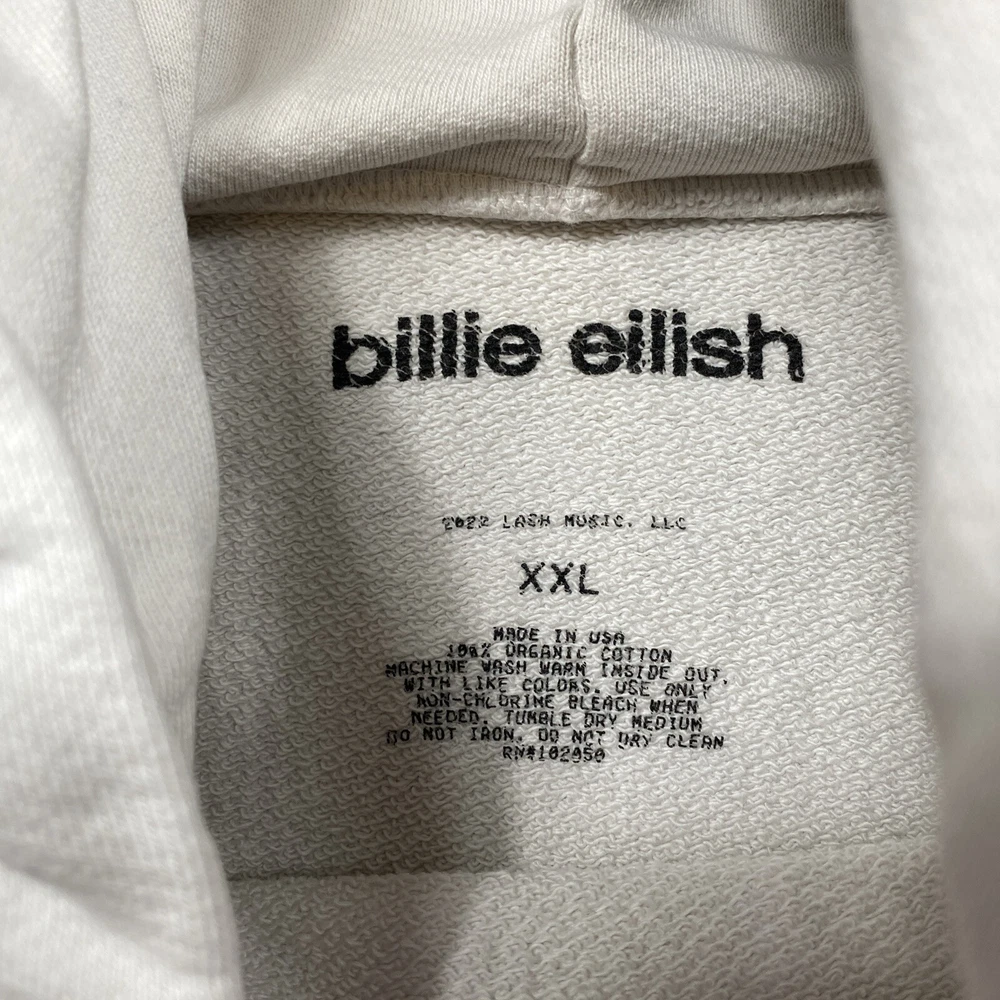 billie eilish
2022 LASH MUSIC, LLC
XXL
MADE IN USA
100% ORGANIC COTTON
MACHINE WASH WARM INSIDE OUT,
WITH LIKE COLORS. USE ONLY
NON-CHLORINE BLEACH WHEN
NEEDED. TUMBLE DRY MEDIUM
DO NOT IRON. DO NOT DRY CLEAN
RN#102050